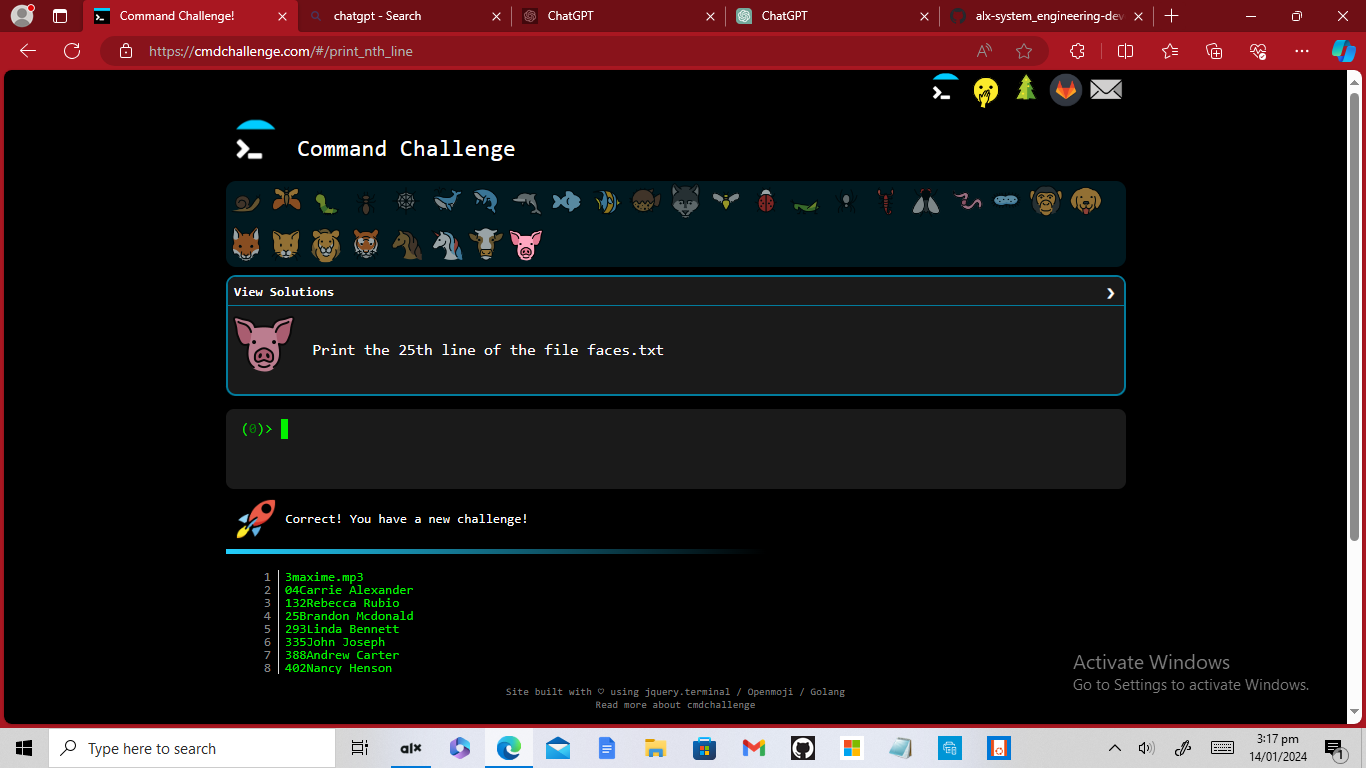 Command Challenge!
chatgpt - Search
ChatGPT
ChatGPT
alx-system_engineering-dev
https://cmdchallenge.com/#/print_nth_line
Command Challenge
View Solutions
Print the 25th line of the file faces.txt
(0)>
Correct! You have a new challenge!
1 3maxime.mp3
2 04Carrie Alexander
3 132Rebecca Rubio
4 25Brandon Mcdonald
5 293Linda Bennett
6 335John Joseph
7 388Andrew Carter
8 402Nancy Henson
Activate Windows
Go to Settings to activate Windows.
Site built with ♡ using jquery.terminal / Openmoji / Golang
Read more about cmdchallenge
Type here to search
alx
3:17 pm
14/01/2024
1